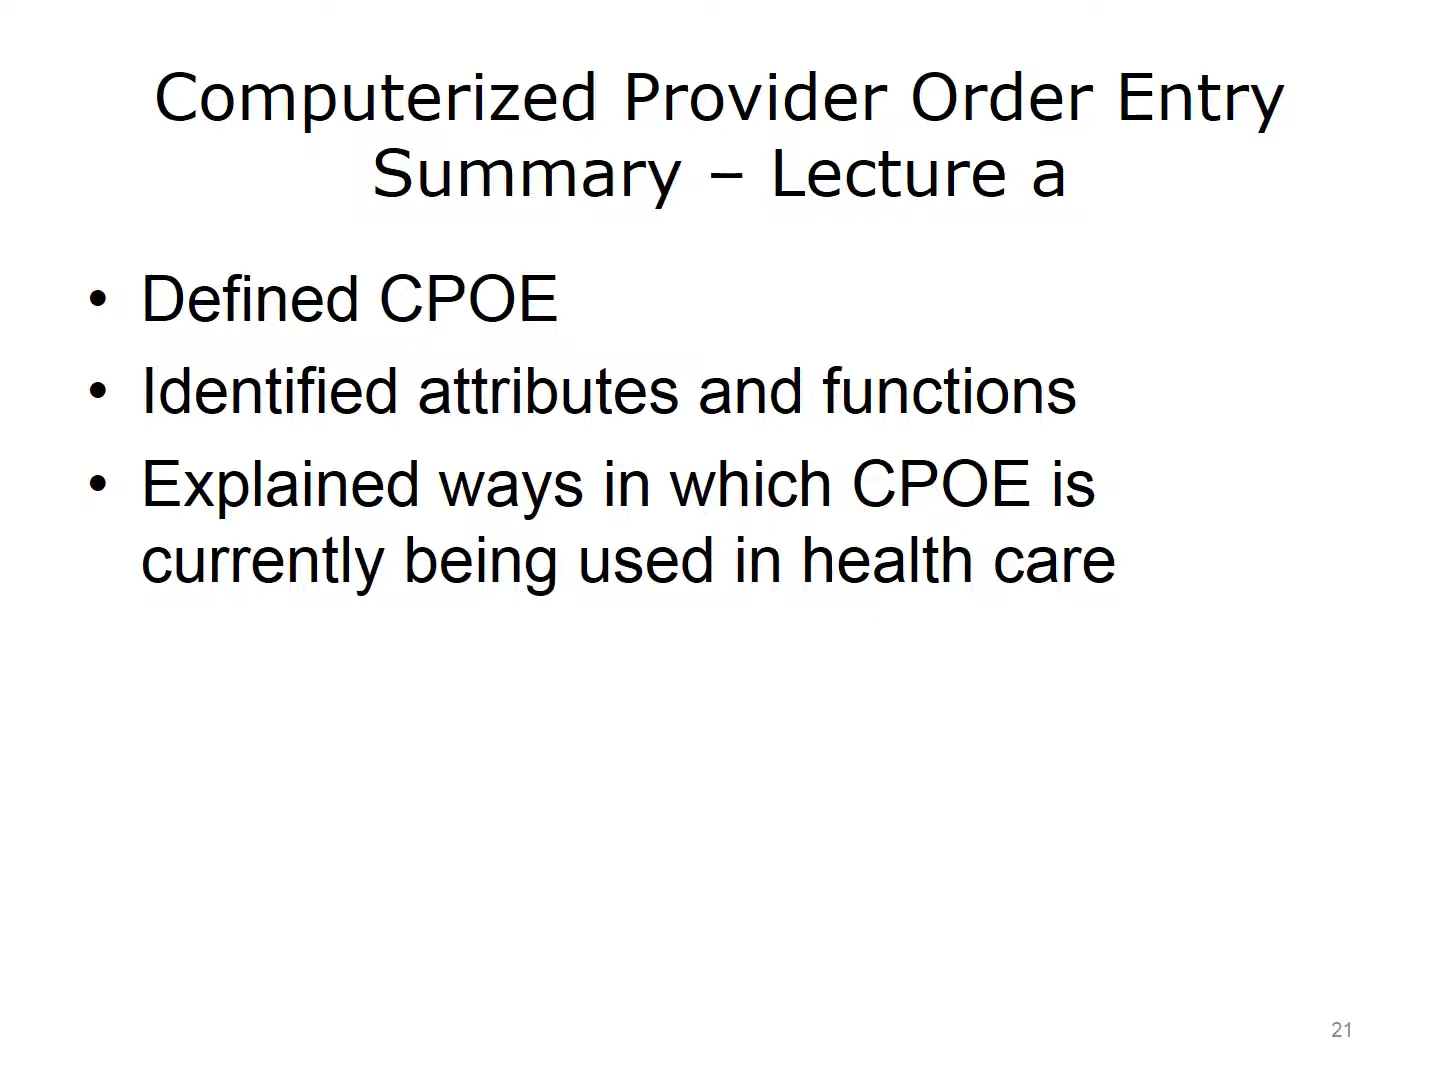 Computerized Provider Order Entry
Summary – Lecture a
• Defined CPOE
• Identified attributes and functions
• Explained ways in which CPOE is
currently being used in health care
21